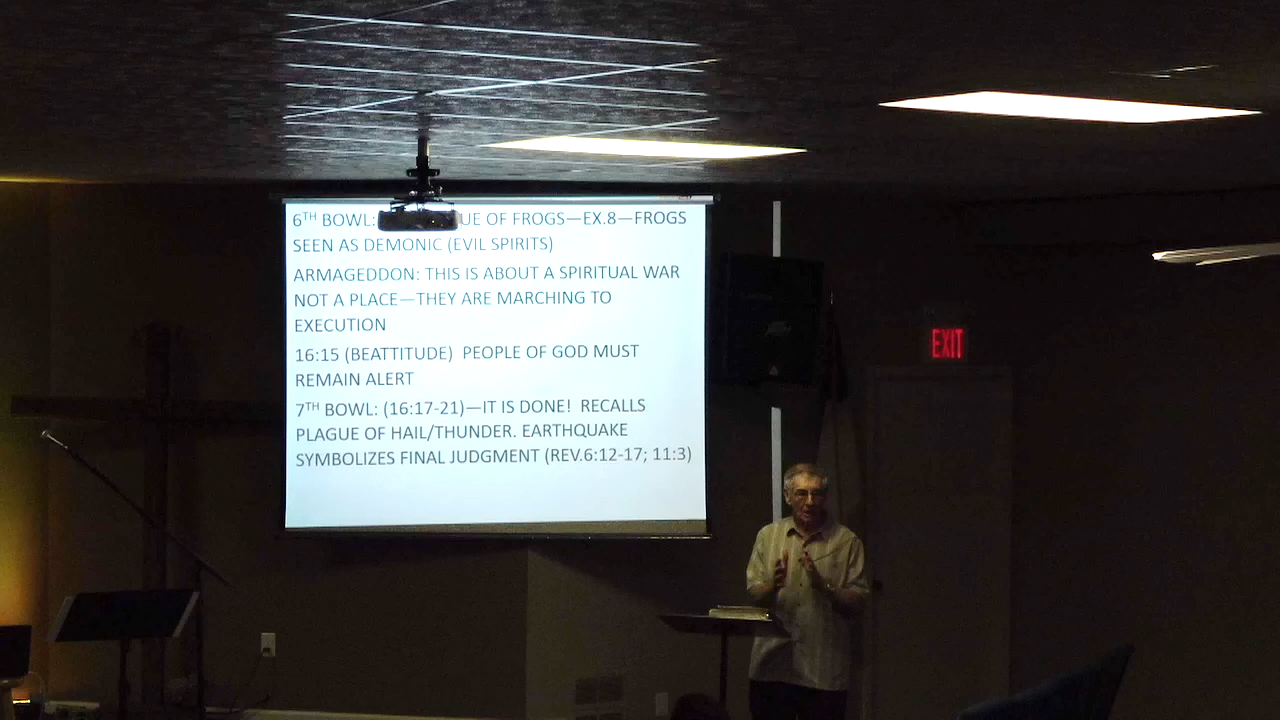 6TH BOWL: UE OF FROGS—EX.8—FROGS
SEEN AS DEMONIC (EVIL SPIRITS)
ARMAGEDDON: THIS IS ABOUT A SPIRITUAL WAR
NOT A PLACE—THEY ARE MARCHING TO
EXECUTION
16:15 (BEATTITUDE) PEOPLE OF GOD MUST
REMAIN ALERT
7TH BOWL: (16:17-21)—IT IS DONE! RECALLS
PLAGUE OF HAIL/THUNDER. EARTHQUAKE
SYMBOLIZES FINAL JUDGMENT (REV.6:12-17; 11:3)
EXIT